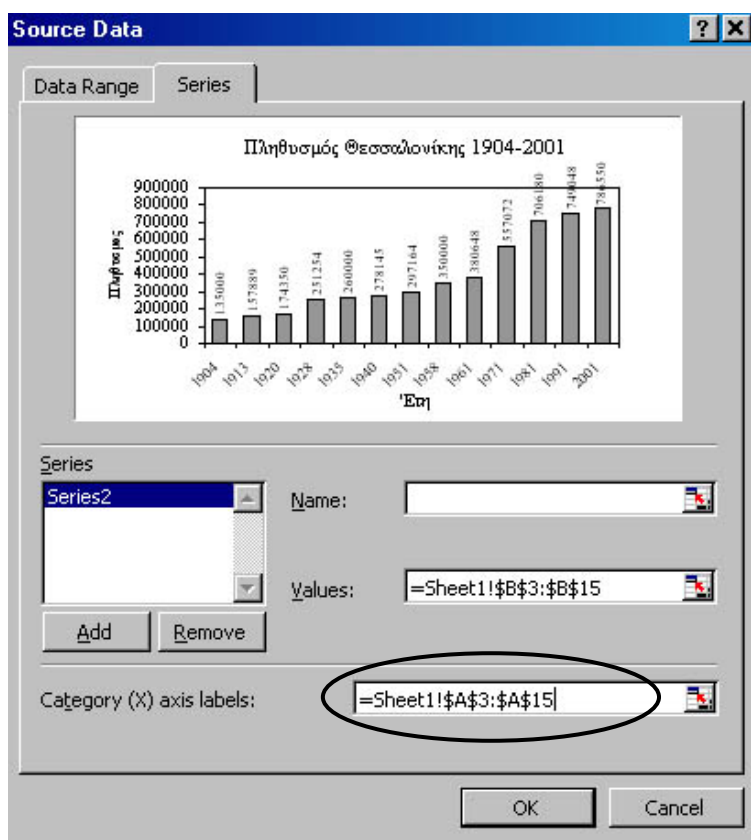 Source Data
Data Range Series
Πληθυσμός Θεσσαλονίκης 1904-2001
Πληθυσμός
900000
800000
700000
600000
500000
400000
300000
200000
100000
0
135000 157889 174350 251254 260000 278145 297164 350000 380648 557072 706180 749048 786550
1904 1913 1920 1928 1935 1940 1951 1958 1961 1971 1981 1991 2001
'Ετη
Series
Series2
Name:
Values: =Sheet1!$B$3:$B$15
Add Remove
Category (X) axis labels: =Sheet1!$A$3:$A$15
OK Cancel